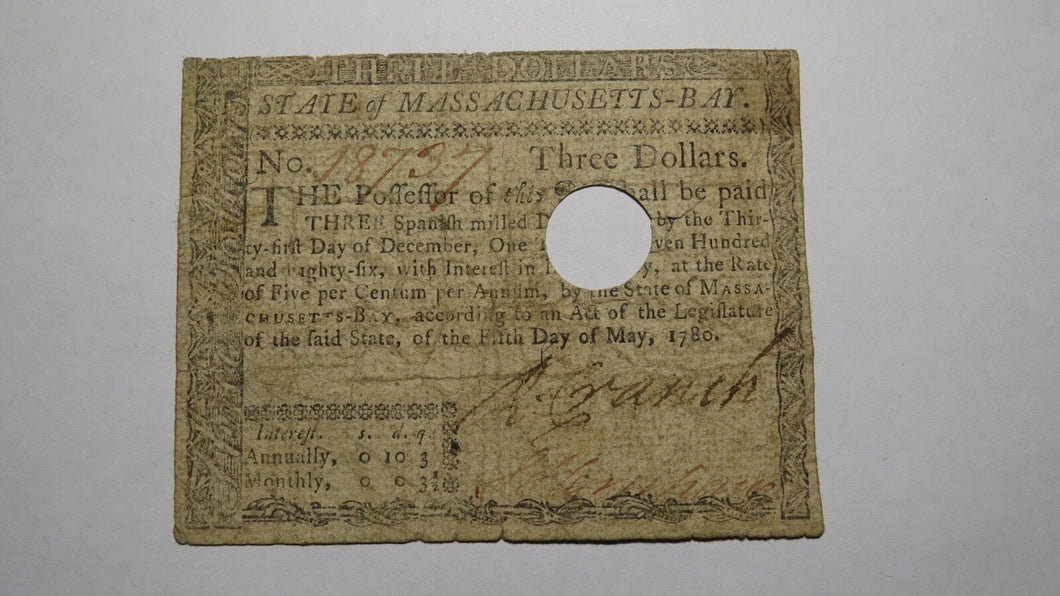 THREE DOLLARS
STATE of MASSACHUSETTS-BAY.
No. 18737 Three Dollars.
THE Poſſeſſor of this ſhall be paid
THREE Spaniſh milled by the Thir-
ty-firſt Day of December, One Hundred
and Eighty-ſix, with Intereſt in at the Rate
of Five per Centum per Annum, by the State of MASSA-
CHUSETTS-BAY, according to an Act of the Legiſlature
of the ſaid State, of the Fifth Day of May, 1780.
R. Cranch
Intereſt. s. d. q.
Annually, 0 10 3
Monthly, 0 0 3½